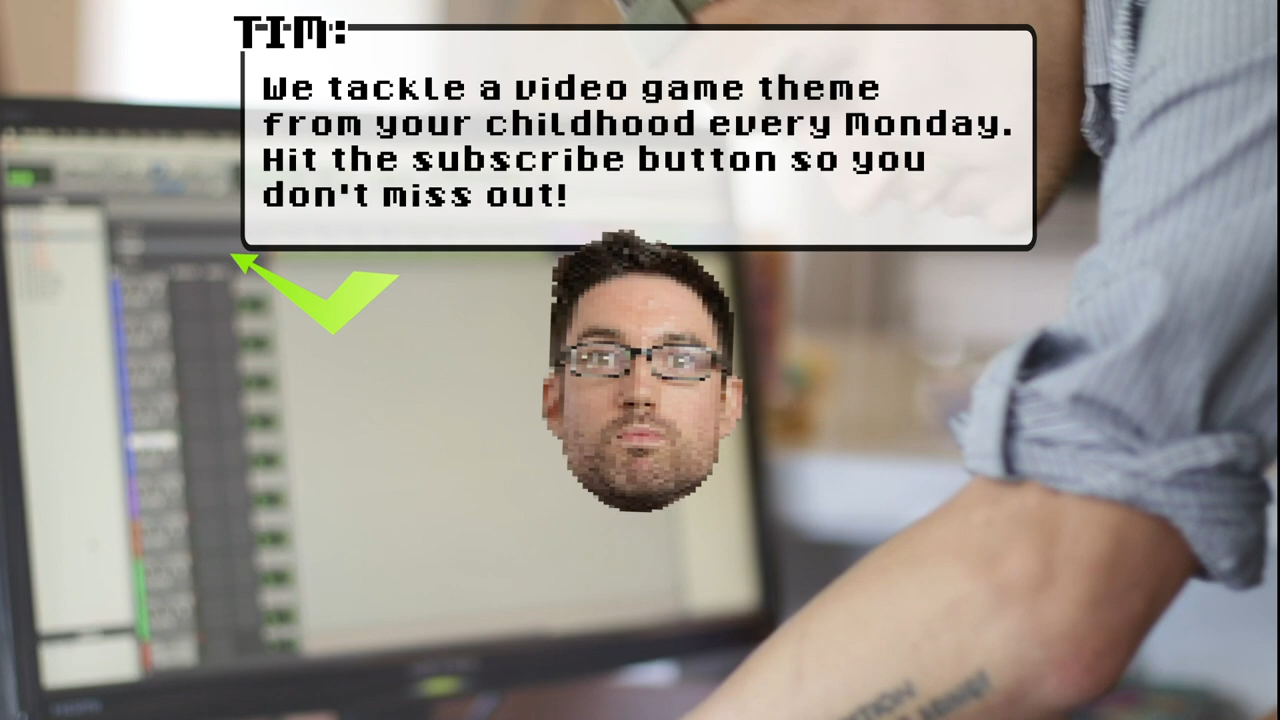 TIM:
We tackle a video game theme
from your childhood every Monday.
Hit the subscribe button so you
don't miss out!